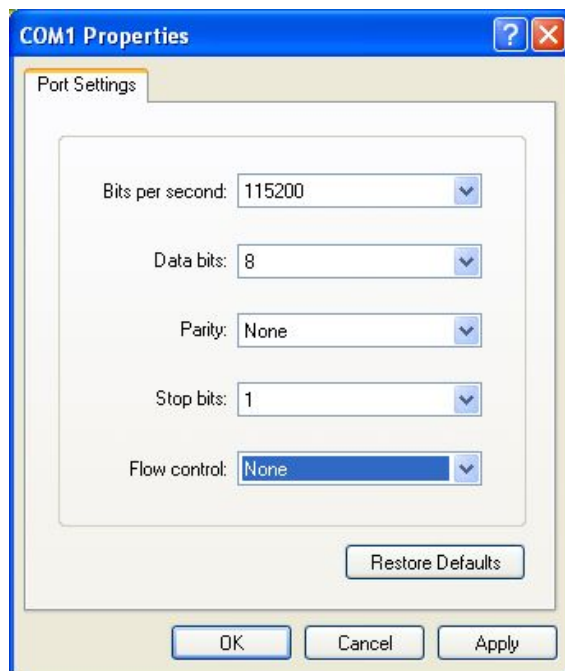 COM1 Properties
Port Settings
Bits per second: 115200
Data bits: 8
Parity: None
Stop bits: 1
Flow control: None
Restore Defaults
OK Cancel Apply